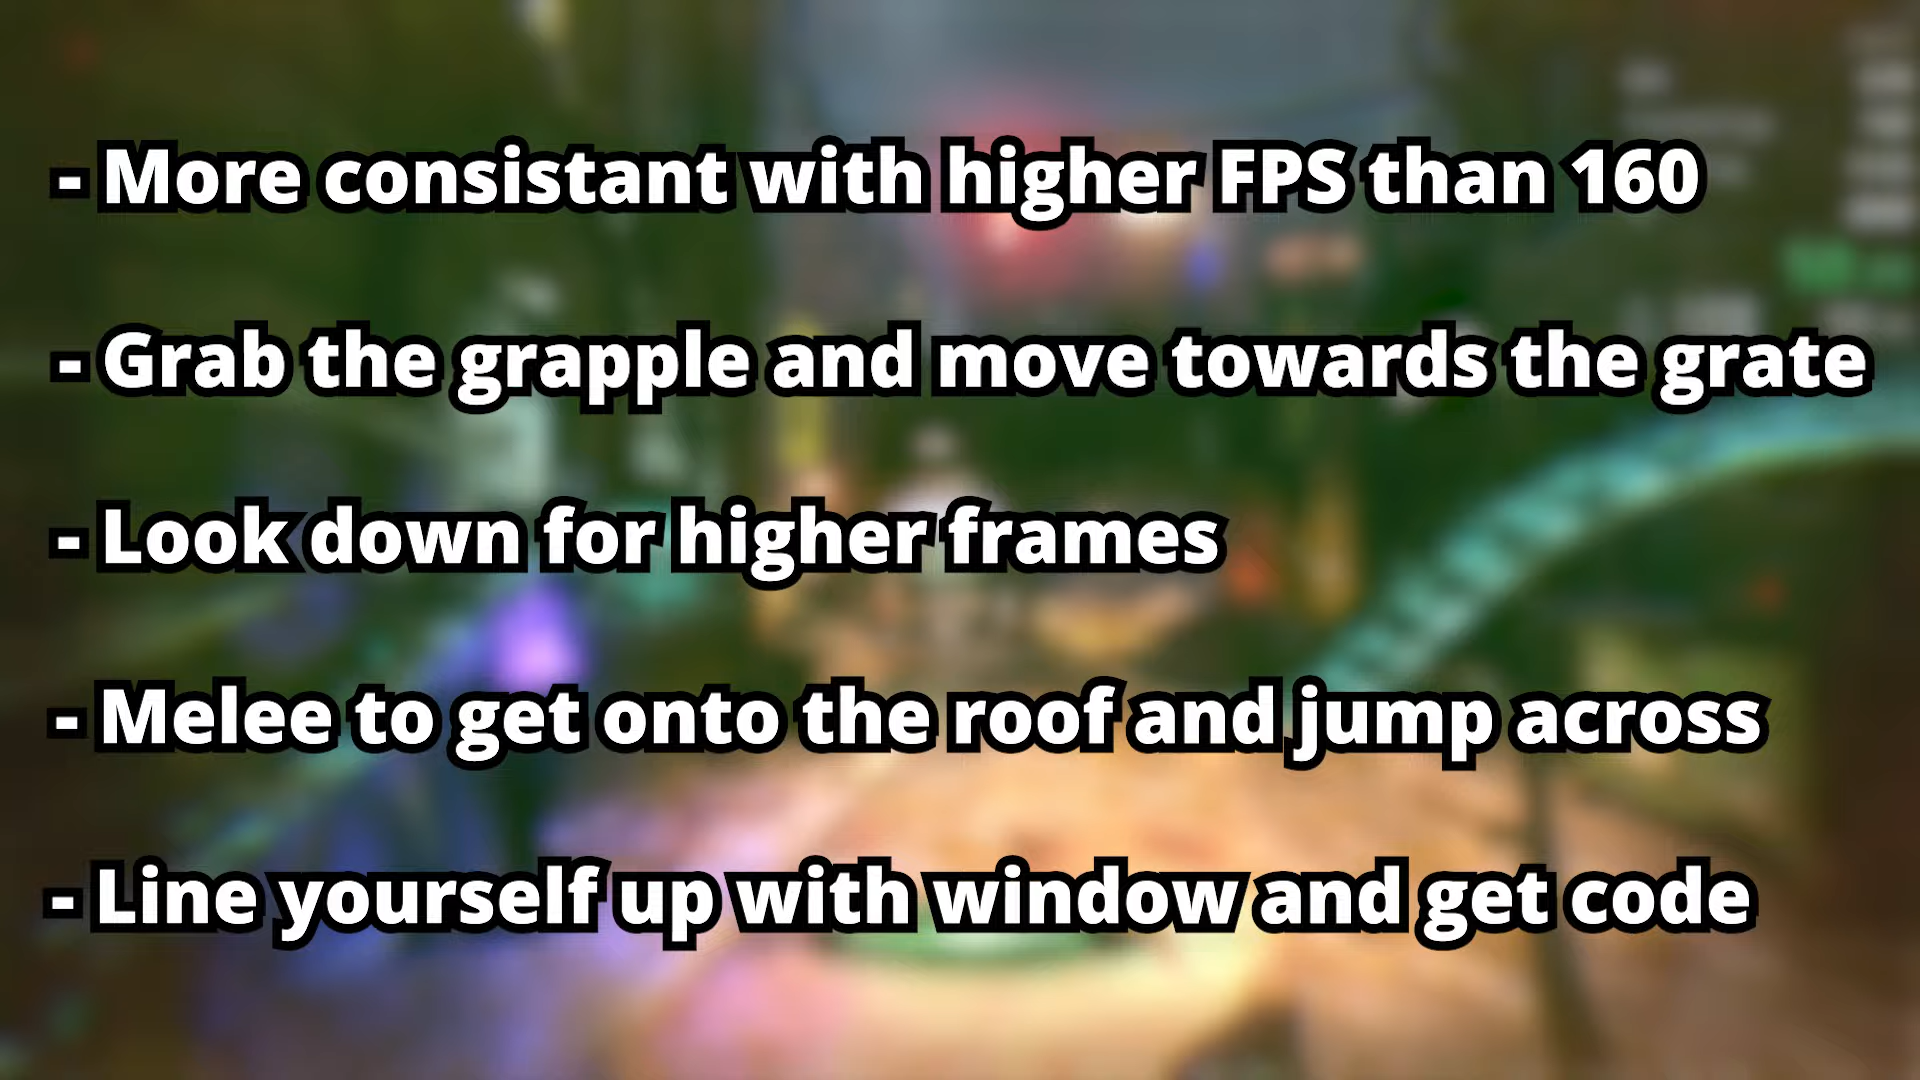 - More consistant with higher FPS than 160
- Grab the grapple and move towards the grate
- Look down for higher frames
- Melee to get onto the roof and jump across
- Line yourself up with window and get code